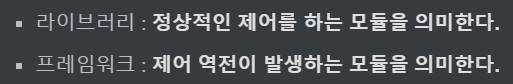 ▪ 라이브러리 : 정상적인 제어를 하는 모듈을 의미한다.
▪ 프레임워크 : 제어 역전이 발생하는 모듈을 의미한다.